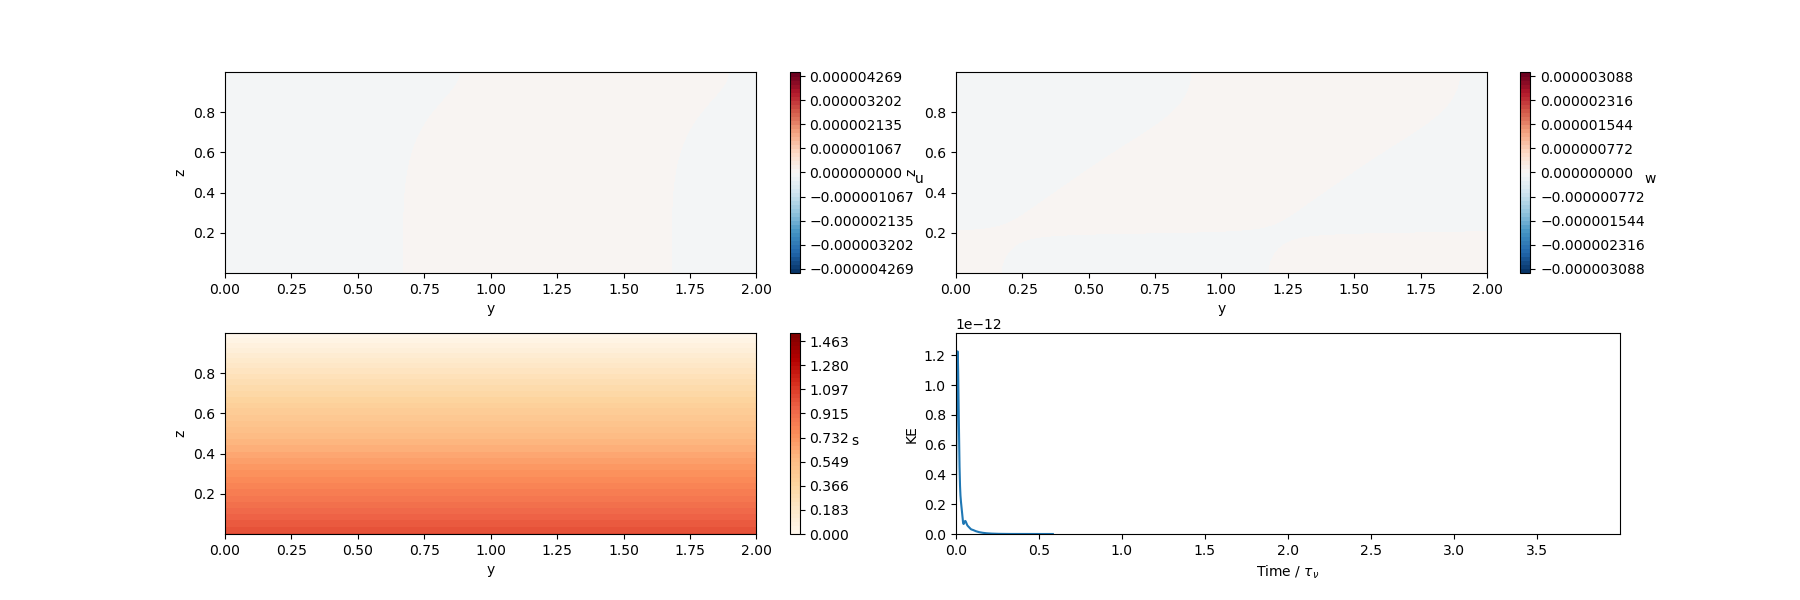 0.8
0.6
0.4
0.2
z
0.00 0.25 0.50 0.75 1.00 1.25 1.50 1.75 2.00
y
0.000004269
0.000003202
0.000002135
0.000001067
0.000000000
−0.000001067
−0.000002135
−0.000003202
−0.000004269
u
0.8
0.6
0.4
0.2
z
0.00 0.25 0.50 0.75 1.00 1.25 1.50 1.75 2.00
y
0.000003088
0.000002316
0.000001544
0.000000772
0.000000000
−0.000000772
−0.000001544
−0.000002316
−0.000003088
w
0.8
0.6
0.4
0.2
z
0.00 0.25 0.50 0.75 1.00 1.25 1.50 1.75 2.00
y
1.463
1.280
1.097
0.915
0.732
0.549
0.366
0.183
0.000
s
1e−12
1.2
1.0
0.8
0.6
0.4
0.2
0.0
KE
0.0 0.5 1.0 1.5 2.0 2.5 3.0 3.5
Time / τν